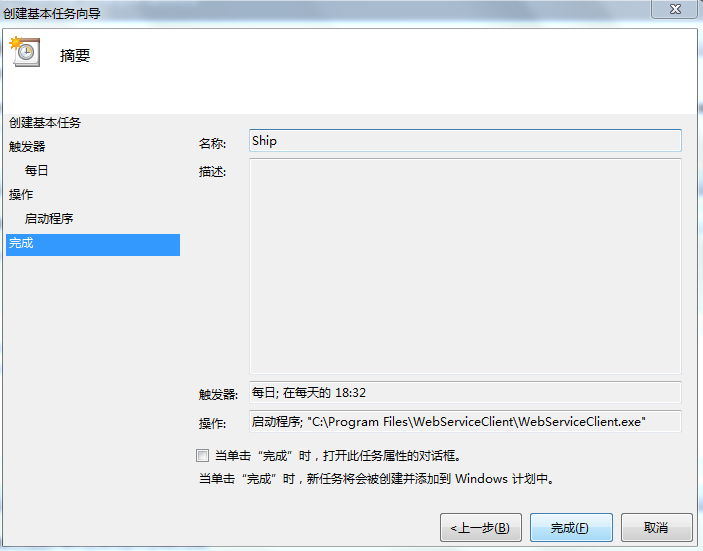 创建基本任务向导
摘要
创建基本任务
触发器
每日
操作
启动程序
完成
名称: Ship
描述:
触发器: 每日; 在每天的 18:32
操作: 启动程序; "C:\Program Files\WebServiceClient\WebServiceClient.exe"
当单击“完成”时，打开此任务属性的对话框。
当单击“完成”时，新任务将会被创建并添加到 Windows 计划中。
<上一步(B) 完成(F) 取消